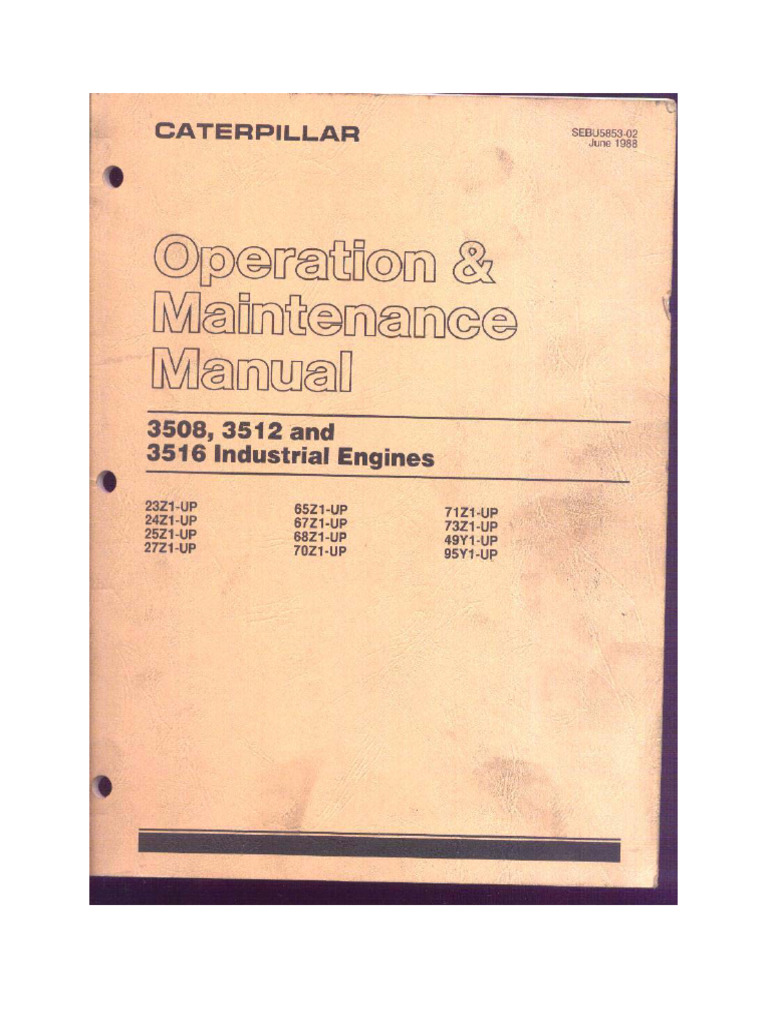 CATERPILLAR
SEBU5853-02
June 1988
Operation &
Maintenance
Manual
3508, 3512 and
3516 Industrial Engines
23Z1-UP 65Z1-UP 71Z1-UP
24Z1-UP 67Z1-UP 73Z1-UP
25Z1-UP 68Z1-UP 49Y1-UP
27Z1-UP 70Z1-UP 95Y1-UP